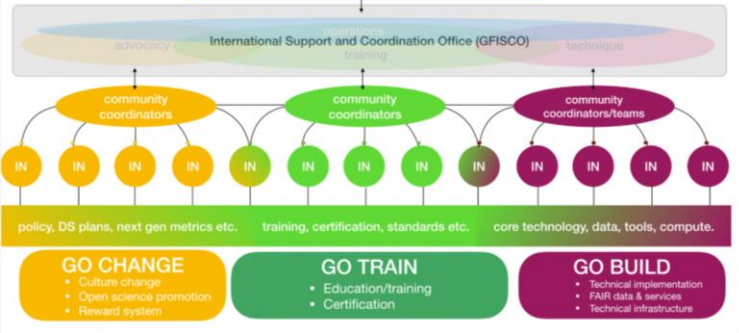 operations
International Support and Coordination Office (GFISCO)
advocacy
technique
training
community
coordinators
community
coordinators
community
coordinators/teams
IN
IN
IN
IN
IN
IN
IN
IN
IN
IN
IN
IN
IN
policy, DS plans, next gen metrics etc.
training, certification, standards etc.
core technology, data, tools, compute.
GO CHANGE
• Culture change
• Open science promotion
• Reward system
GO TRAIN
• Education/training
• Certification
GO BUILD
• Technical implementation
• FAIR data & services
• Technical infrastructure